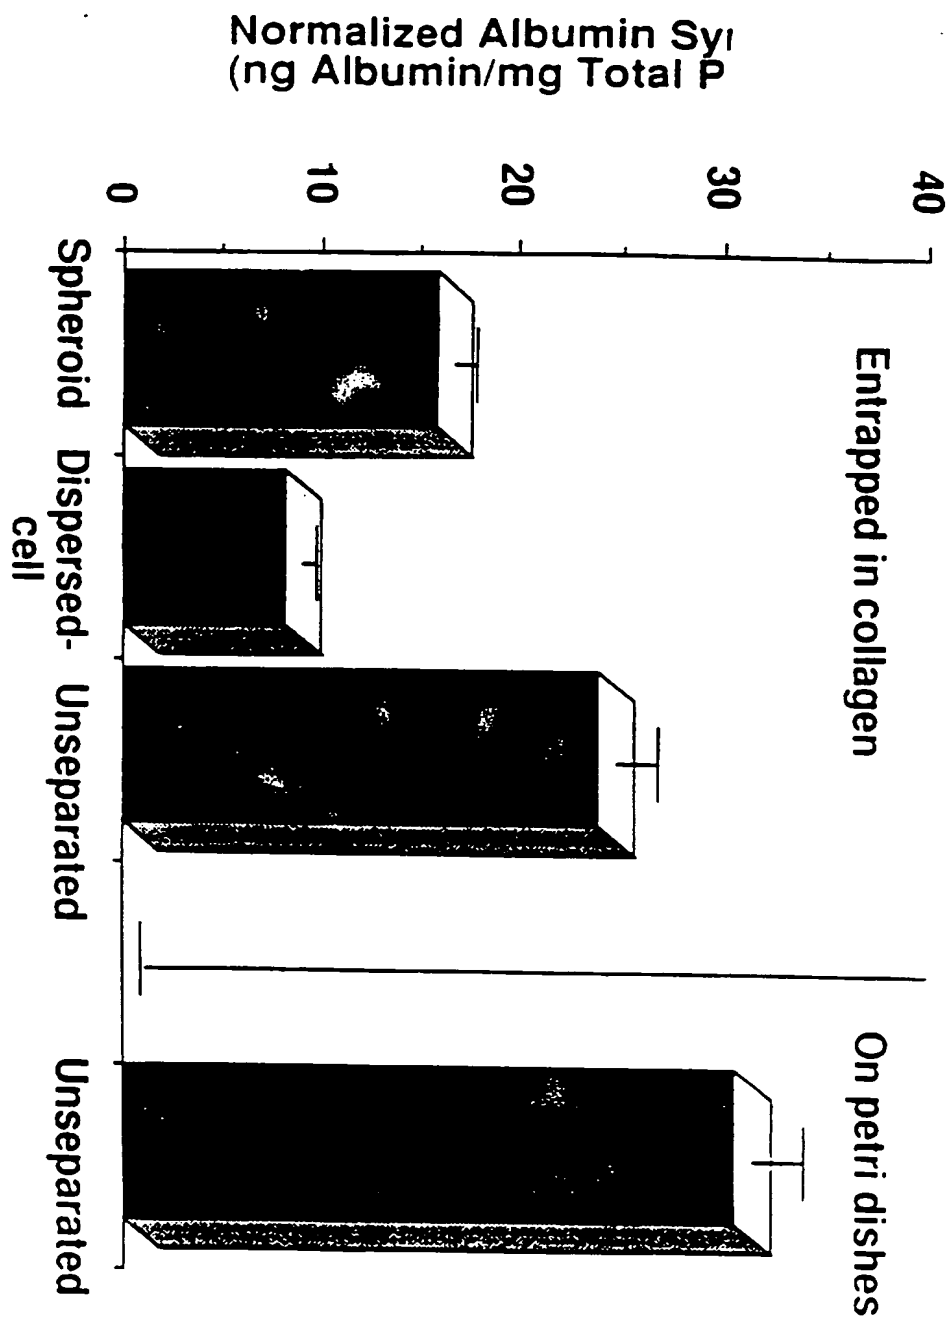 Normalized Albumin Sy
(ng Albumin/mg Total P
40
30
20
10
0
Entrapped in collagen
On petri dishes
Spheroid
Dispersed-
cell
Unseparated
Unseparated